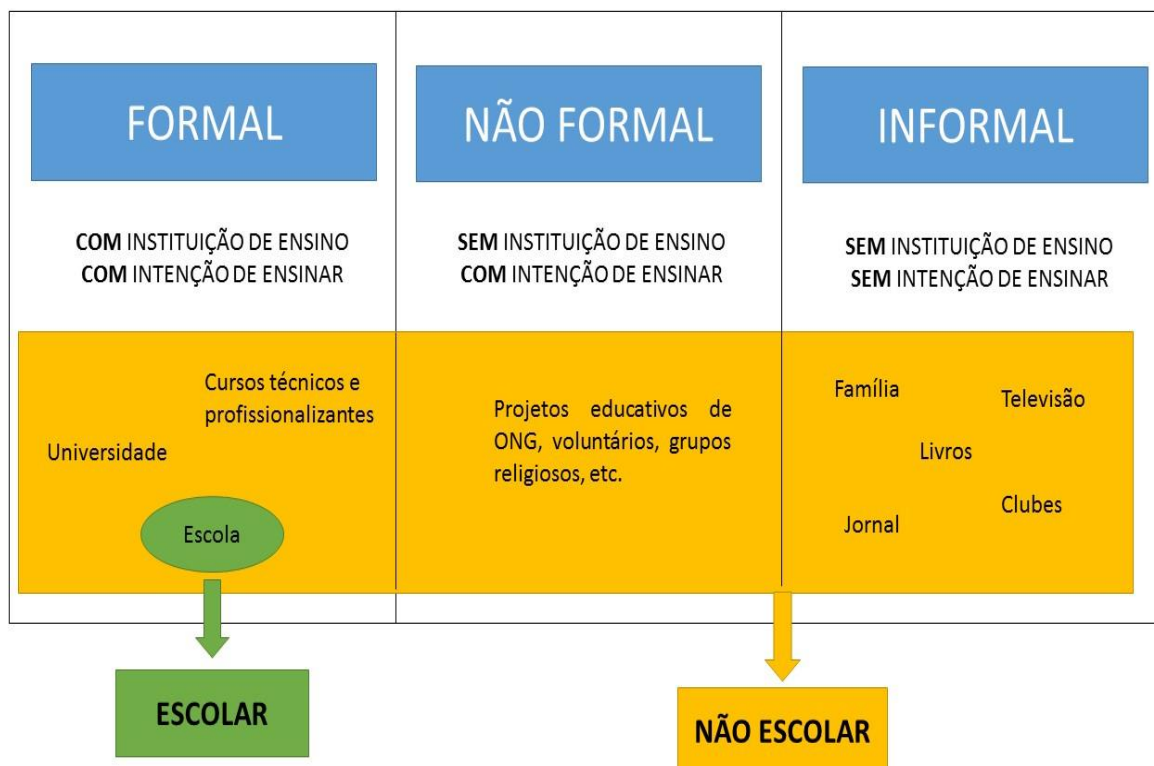 FORMAL
COM INSTITUIÇÃO DE ENSINO
COM INTENÇÃO DE ENSINAR
Cursos técnicos e
profissionalizantes
Universidade
Escola
NÃO FORMAL
SEM INSTITUIÇÃO DE ENSINO
COM INTENÇÃO DE ENSINAR
Projetos educativos de
ONG, voluntários, grupos
religiosos, etc.
INFORMAL
SEM INSTITUIÇÃO DE ENSINO
SEM INTENÇÃO DE ENSINAR
Família
Televisão
Livros
Clubes
Jornal
ESCOLAR
NÃO ESCOLAR